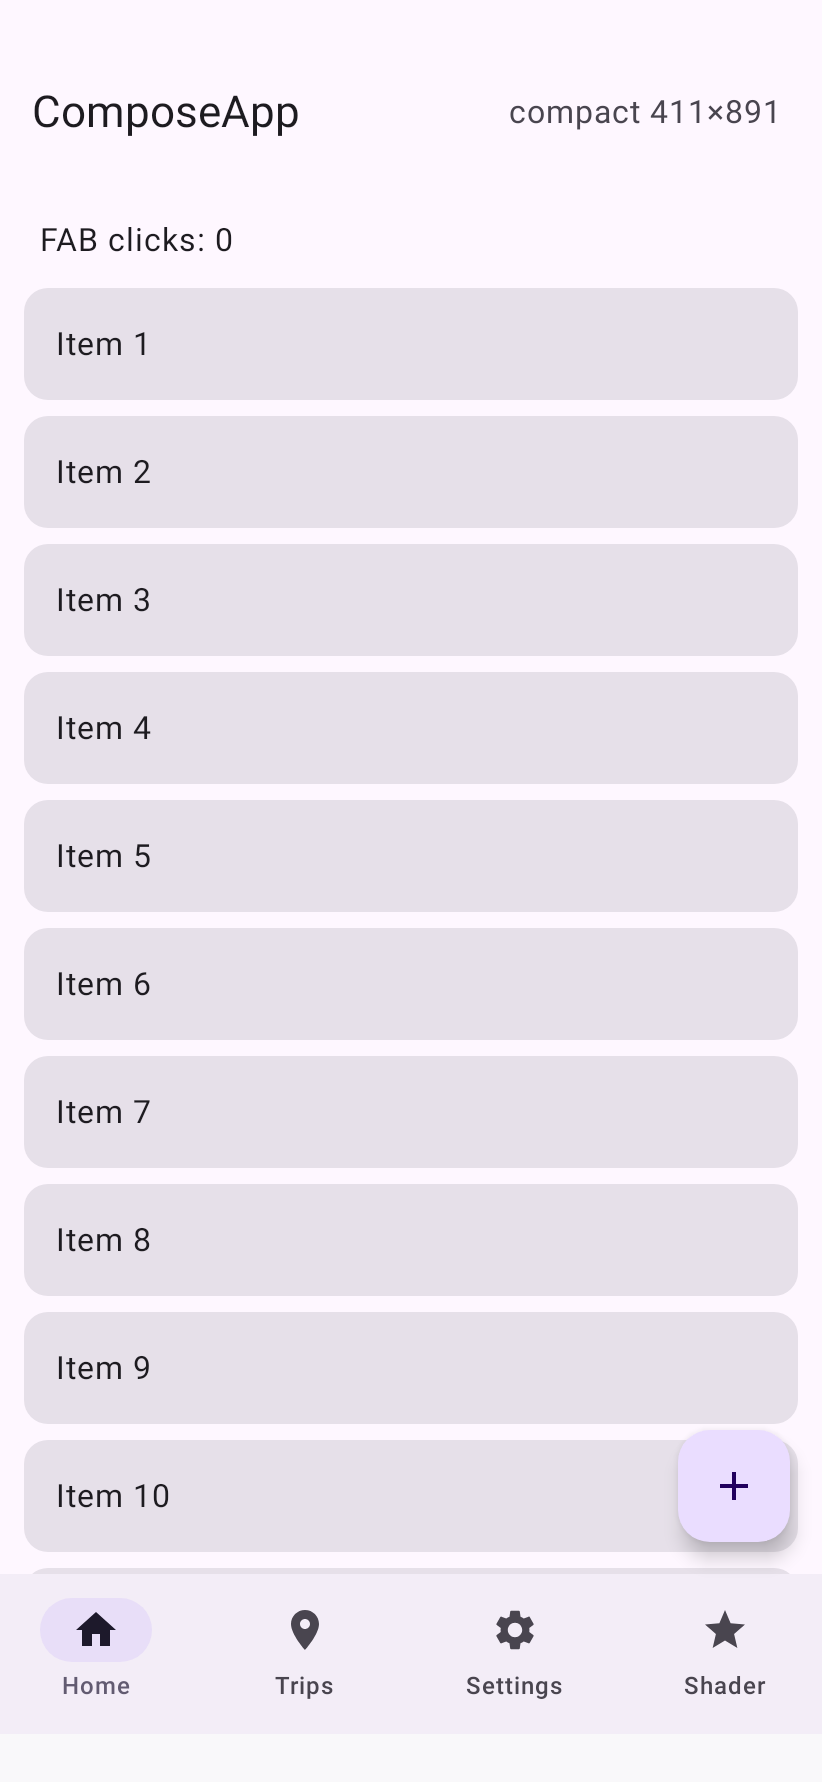 ComposeApp
compact 411×891
FAB clicks: 0
Item 1
Item 2
Item 3
Item 4
Item 5
Item 6
Item 7
Item 8
Item 9
Item 10
Home
Trips
Settings
Shader